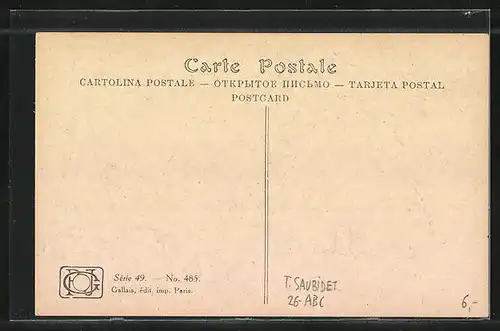 Carte Postale
CARTOLINA POSTALE — ОТКРЫТОЕ ПИСЬМО — TARJETA POSTAL
POSTCARD
Série 49. — No. 485.
Gallais, édit. imp. Paris.
T. SAUBIDET
26-ABC
6,-